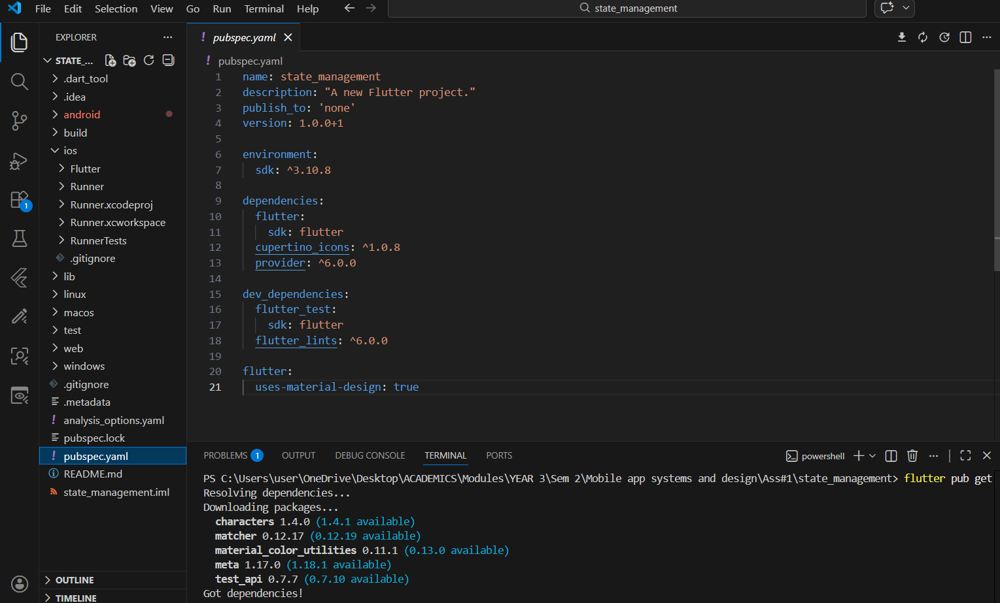 File Edit Selection View Go Run Terminal Help
state_management
EXPLORER
STATE_...
.dart_tool
.idea
android
build
ios
Flutter
Runner
Runner.xcodeproj
Runner.xcworkspace
RunnerTests
.gitignore
lib
linux
macos
test
web
windows
.gitignore
.metadata
! analysis_options.yaml
pubspec.lock
! pubspec.yaml
README.md
state_management.iml
OUTLINE
TIMELINE
1
! pubspec.yaml
! pubspec.yaml
1 name: state_management
2 description: "A new Flutter project."
3 publish_to: 'none'
4 version: 1.0.0+1
5
6 environment:
7 sdk: ^3.10.8
8
9 dependencies:
10 flutter:
11 sdk: flutter
12 cupertino_icons: ^1.0.8
13 provider: ^6.0.0
14
15 dev_dependencies:
16 flutter_test:
17 sdk: flutter
18 flutter_lints: ^6.0.0
19
20 flutter:
21 uses-material-design: true
PROBLEMS 1 OUTPUT DEBUG CONSOLE TERMINAL PORTS
powershell
PS C:\Users\user\OneDrive\Desktop\ACADEMICS\Modules\YEAR 3\Sem 2\Mobile app systems and design\Ass#1\state_management> flutter pub get
Resolving dependencies...
Downloading packages...
characters 1.4.0 (1.4.1 available)
matcher 0.12.17 (0.12.19 available)
material_color_utilities 0.11.1 (0.13.0 available)
meta 1.17.0 (1.18.1 available)
test_api 0.7.7 (0.7.10 available)
Got dependencies!